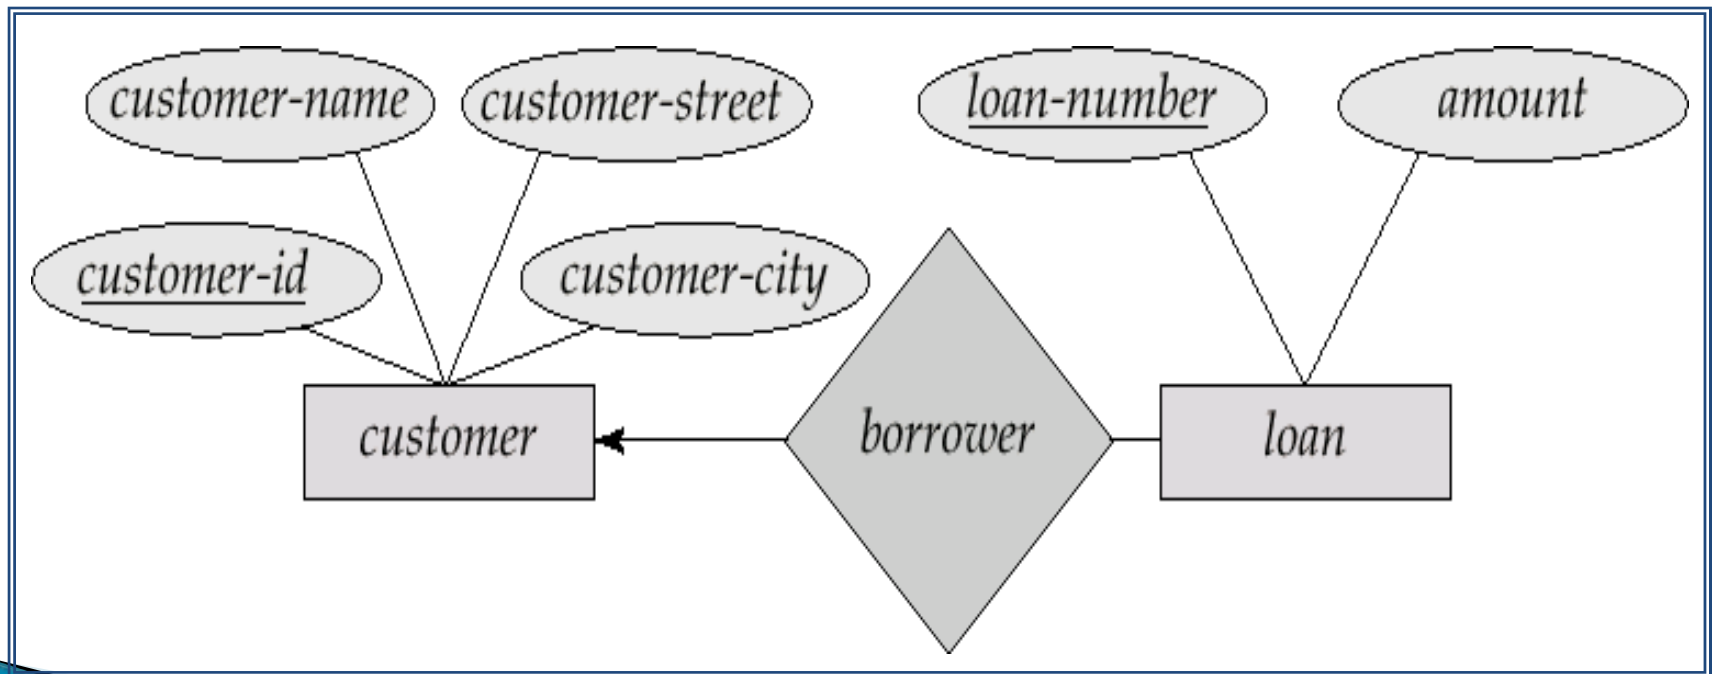 customer-name
customer-street
loan-number
amount
customer-id
customer-city
customer
borrower
loan